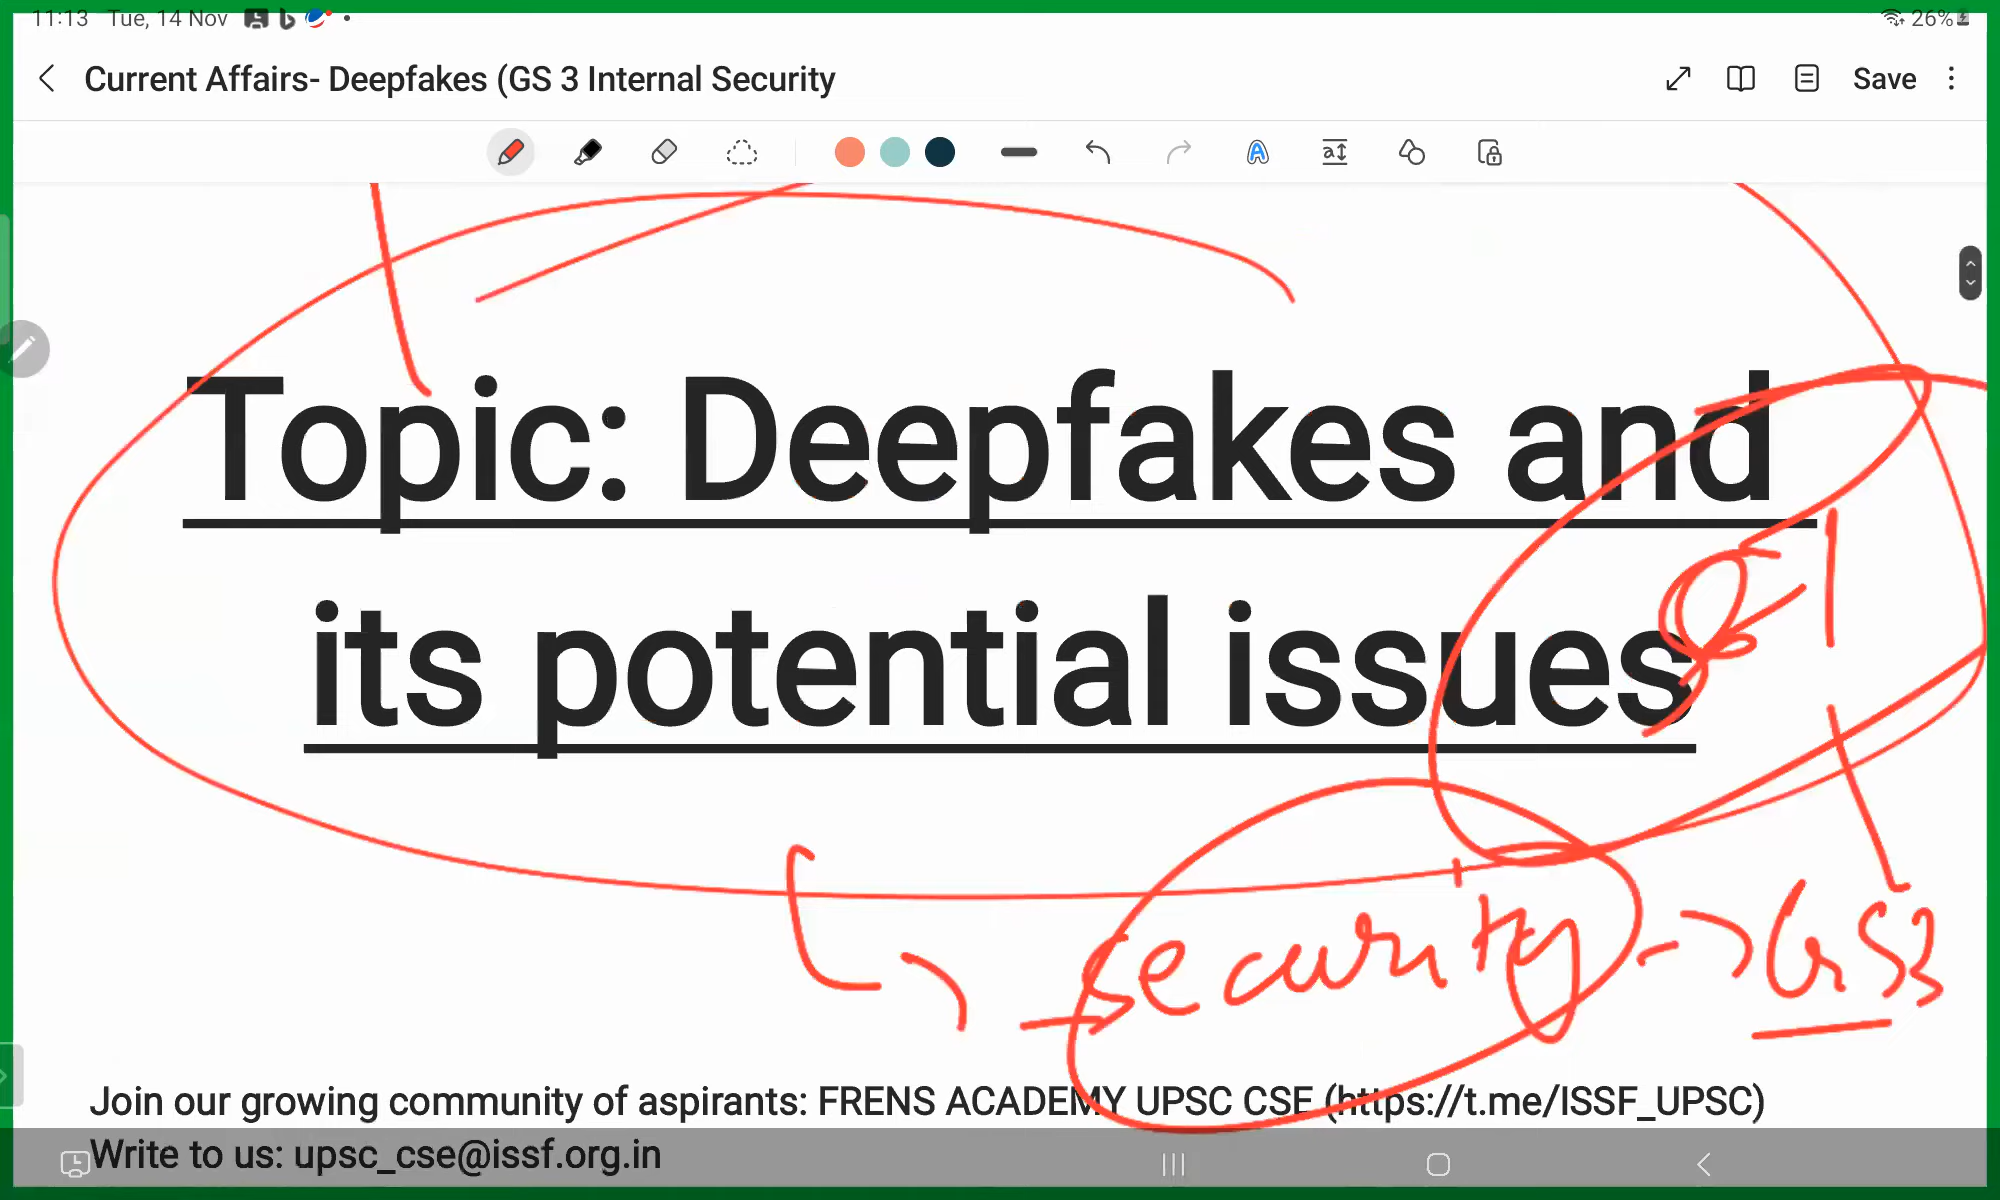 11:13 Tue, 14 Nov 26%
Current Affairs- Deepfakes (GS 3 Internal Security
Save
Topic: Deepfakes and
its potential issues
security → GS3
Join our growing community of aspirants: FRENS ACADEMY UPSC CSE (https://t.me/ISSF_UPSC)
Write to us: upsc_cse@issf.org.in